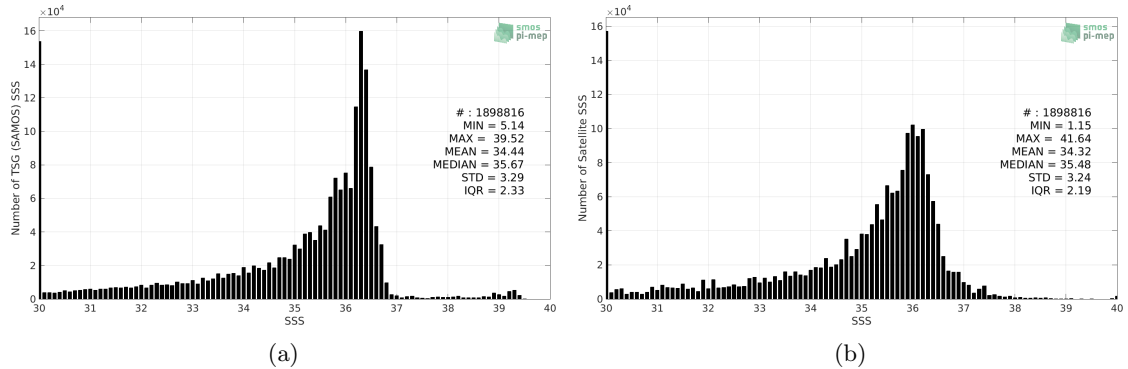 ×10⁴
16
14
12
10
8
6
4
2
0
Number of TSG (SAMOS) SSS
smos
pi-mep
# : 1898816
MIN = 5.14
MAX = 39.52
MEAN = 34.44
MEDIAN = 35.67
STD = 3.29
IQR = 2.33
30 31 32 33 34 35 36 37 38 39 40
SSS
(a)
×10⁴
16
14
12
10
8
6
4
2
0
Number of Satellite SSS
smos
pi-mep
# : 1898816
MIN = 1.15
MAX = 41.64
MEAN = 34.32
MEDIAN = 35.48
STD = 3.24
IQR = 2.19
30 31 32 33 34 35 36 37 38 39 40
SSS
(b)